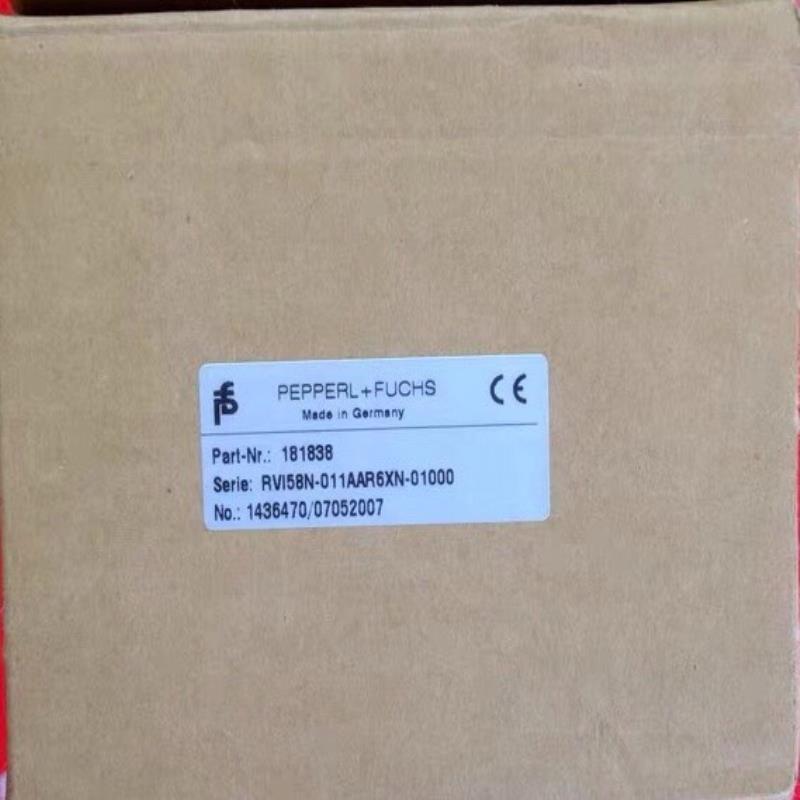 PEPPERL+FUCHS
CE
Made in Germany
Part-Nr.: 181838
Serie: RVI58N-011AAR6XN-01000
No.: 1436470/07052007